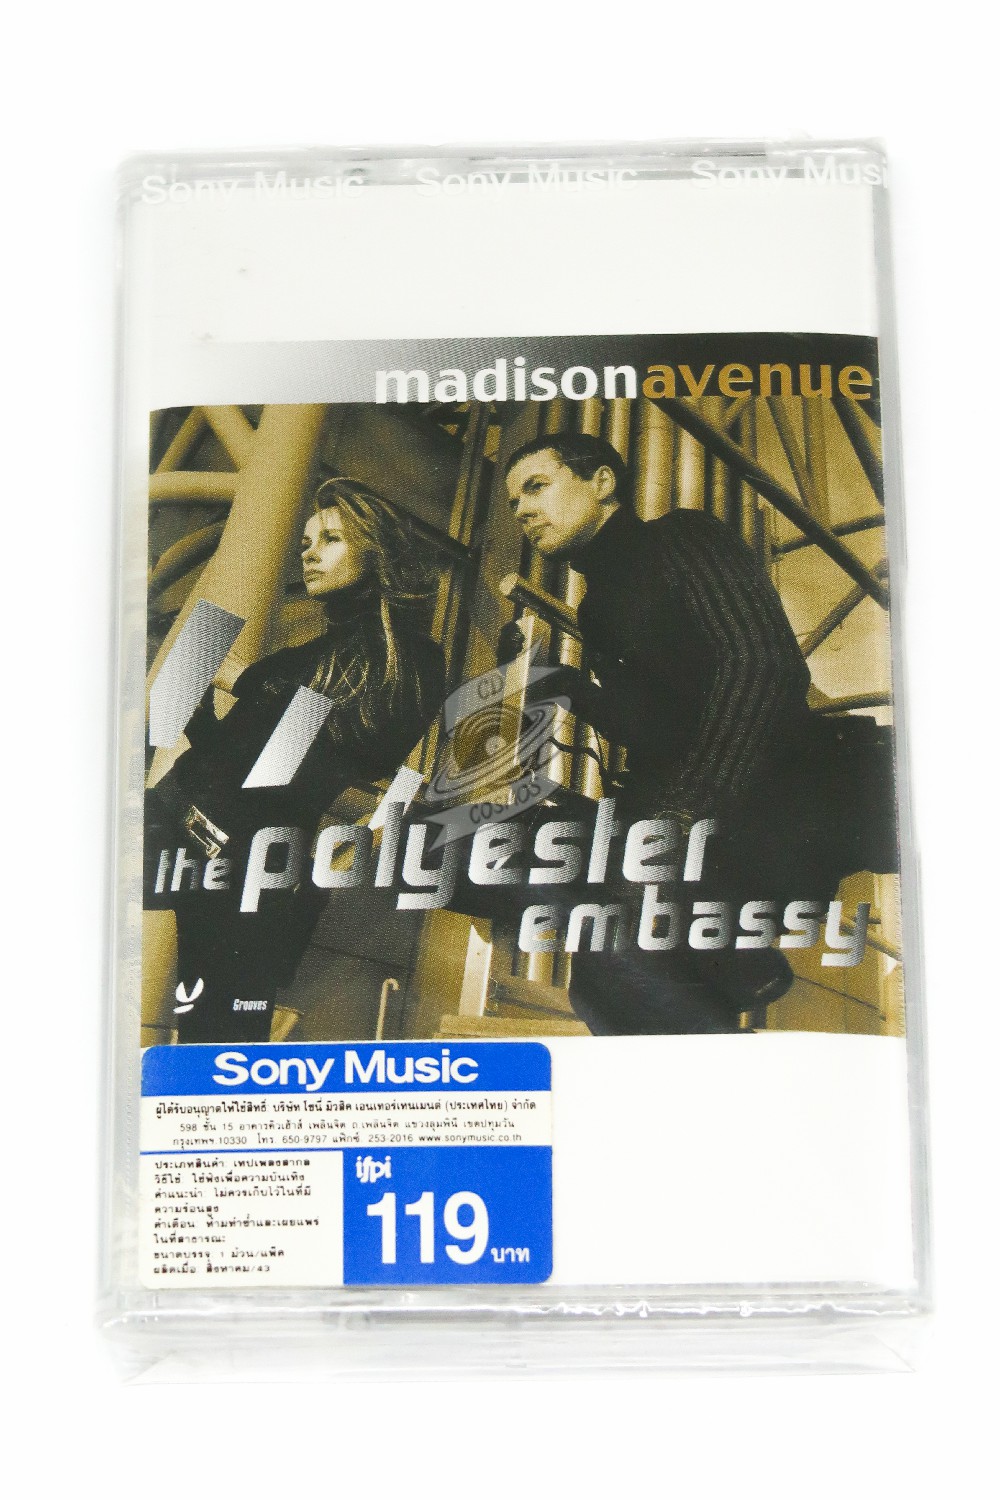 Sony Music Sony Music Sony Mus
madisonavenue
CD
COSMOS
the polyester
embassy
Grooves
Sony Music
ผู้ได้รับอนุญาตให้ใช้สิทธิ์ บริษัท โซนี่ มิวสิค เอนเทอร์เทนเมนต์ (ประเทศไทย) จำกัด
598 ชั้น 15 อาคารคิวเฮ้าส์ เพลินจิต ถ.เพลินจิต แขวงลุมพินี เขตปทุมวัน
กรุงเทพฯ 10330 โทร. 650-9797 แฟ็กซ์. 253-2016 www.sonymusic.co.th
ประเภทสินค้า เทปเพลงสากล
วิธีใช้ ใช้ฟังเพื่อความบันเทิง
คำแนะนำ ไม่ควรเก็บไว้ในที่มี
ความร้อนสูง
คำเตือน ห้ามทำซ้ำและเผยแพร่
ในที่สาธารณะ
ขนาดบรรจุ 1 ม้วน/แพ็ค
ผลิตเมื่อ สิงหาคม/43
ifpi
119 บาท